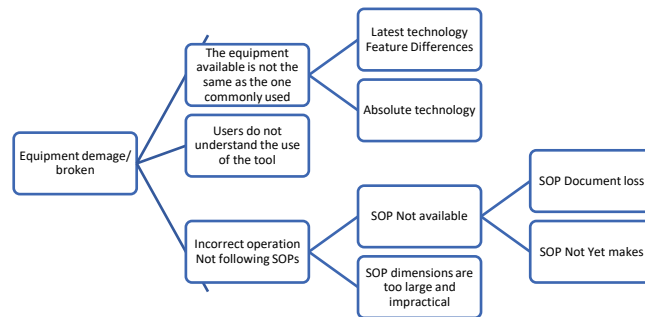 Equipment demage/
broken
The equipment
available is not the
same as the one
commonly used
Latest technology
Feature Differences
Absolute technology
Users do not
understand the use
of the tool
Incorrect operation
Not following SOPs
SOP Not available
SOP Document loss
SOP Not Yet makes
SOP dimensions are
too large and
impractical